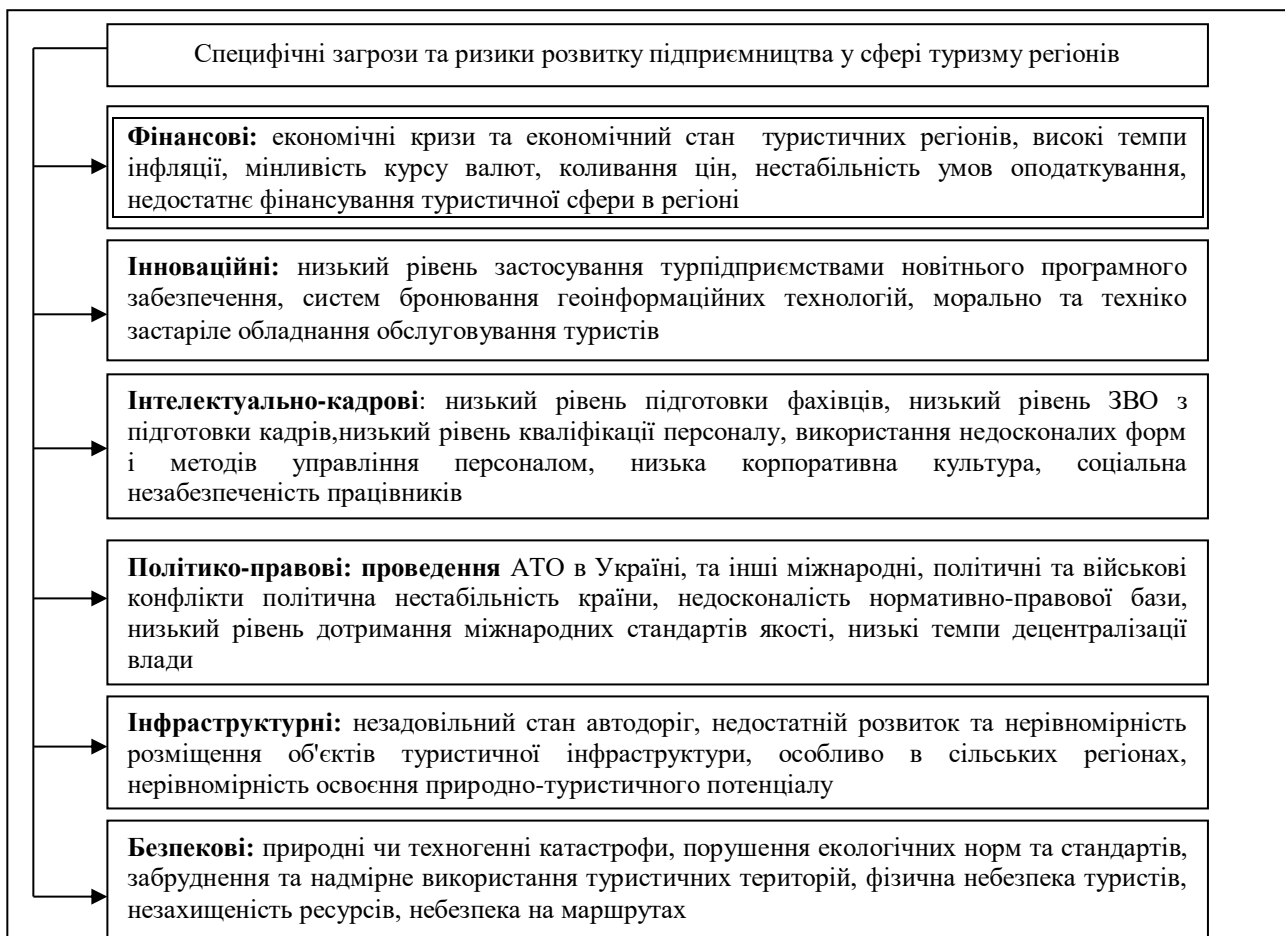 Специфічні загрози та ризики розвитку підприємництва у сфері туризму регіонів
Фінансові: економічні кризи та економічний стан туристичних регіонів, високі темпи
інфляції, мінливість курсу валют, коливання цін, нестабільність умов оподаткування,
недостатнє фінансування туристичної сфери в регіоні
Інноваційні: низький рівень застосування турпідприємствами новітнього програмного
забезпечення, систем бронювання геоінформаційних технологій, морально та техніко
застаріле обладнання обслуговування туристів
Інтелектуально-кадрові: низький рівень підготовки фахівців, низький рівень ЗВО з
підготовки кадрів,низький рівень кваліфікації персоналу, використання недосконалих форм
і методів управління персоналом, низька корпоративна культура, соціальна
незабезпеченість працівників
Політико-правові: проведення АТО в Україні, та інші міжнародні, політичні та військові
конфлікти політична нестабільність країни, недосконалість нормативно-правової бази,
низький рівень дотримання міжнародних стандартів якості, низькі темпи децентралізації
влади
Інфраструктурні: незадовільний стан автодоріг, недостатній розвиток та нерівномірність
розміщення об'єктів туристичної інфраструктури, особливо в сільських регіонах,
нерівномірність освоєння природно-туристичного потенціалу
Безпекові: природні чи техногенні катастрофи, порушення екологічних норм та стандартів,
забруднення та надмірне використання туристичних територій, фізична небезпека туристів,
незахищеність ресурсів, небезпека на маршрутах